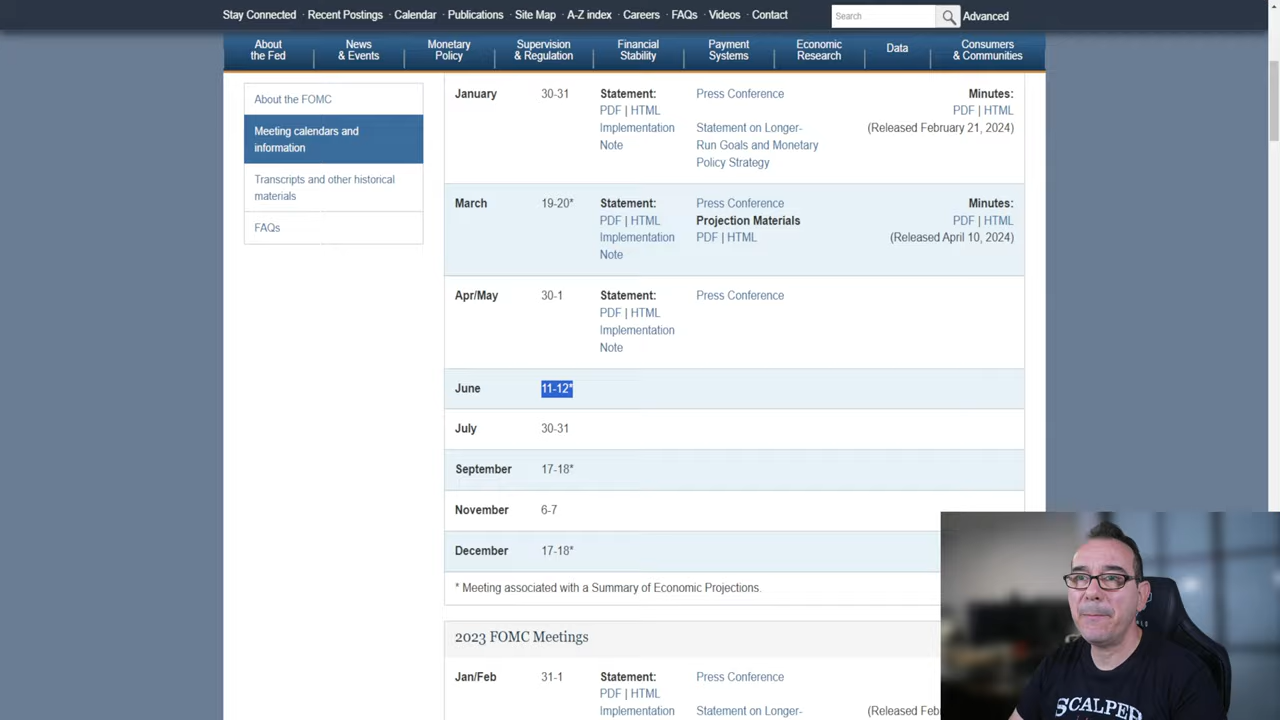 Stay Connected · Recent Postings · Calendar · Publications · Site Map · A-Z index · Careers · FAQs · Videos · Contact
Search
Advanced
About
the Fed
News
& Events
Monetary
Policy
Supervision
& Regulation
Financial
Stability
Payment
Systems
Economic
Research
Data
Consumers
& Communities
About the FOMC
Meeting calendars and
information
Transcripts and other historical
materials
FAQs
January
30-31
Statement:
PDF | HTML
Implementation
Note
Press Conference
Statement on Longer-
Run Goals and Monetary
Policy Strategy
Minutes:
PDF | HTML
(Released February 21, 2024)
March
19-20*
Statement:
PDF | HTML
Implementation
Note
Press Conference
Projection Materials
PDF | HTML
Minutes:
PDF | HTML
(Released April 10, 2024)
Apr/May
30-1
Statement:
PDF | HTML
Implementation
Note
Press Conference
June
11-12*
July
30-31
September
17-18*
November
6-7
December
17-18*
* Meeting associated with a Summary of Economic Projections.
2023 FOMC Meetings
Jan/Feb
31-1
Statement:
PDF | HTML
Implementation
Press Conference
Statement on Longer-
(Released
SCALPER